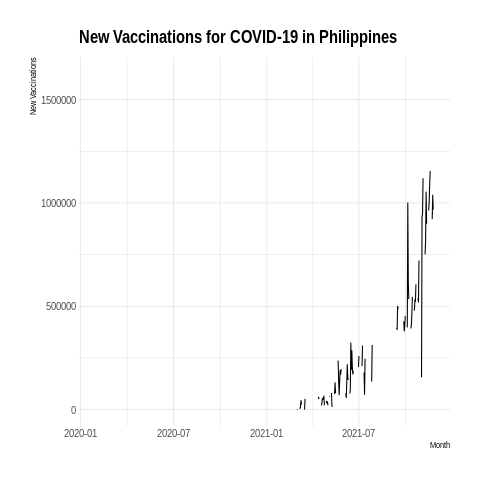 New Vaccinations for COVID-19 in Philippines
New Vaccinations
1500000
1000000
500000
0
2020-01 2020-07 2021-01 2021-07
Month